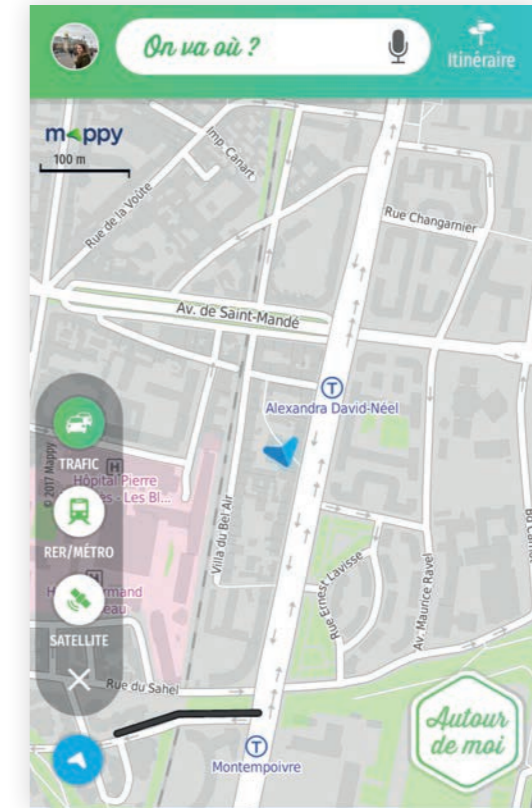 On va où ?
Itinéraire
mappy
100 m
Imp. Canart
Rue de la Voûte
Rue Changarnier
Av. de Saint-Mandé
T
Alexandra David-Néel
TRAFIC
H
Hôpital Pierre
- Les Bl...
© 2017 Mappy
RER/MÉTRO
Villa du Bel Air
Rue Ernest Lavisse
Av. Maurice Ravel
SATELLITE
Rue du Sahel
Autour
de moi
T
Montempoivre